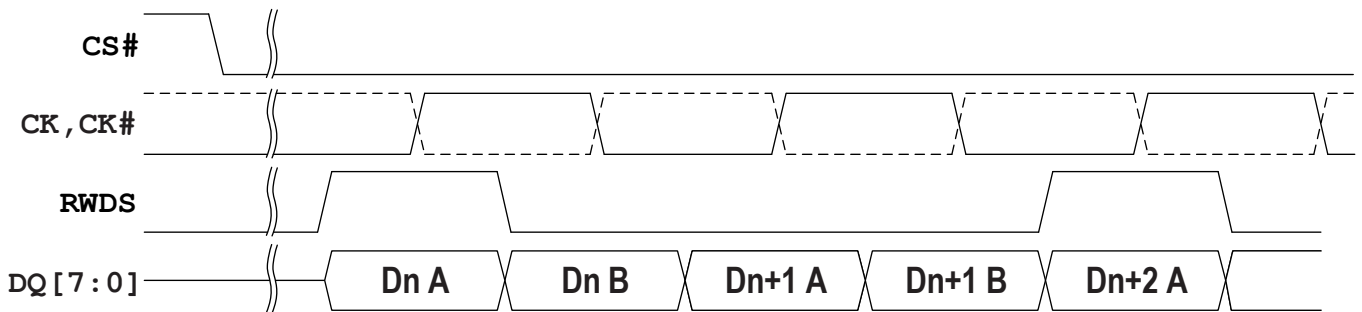 CS#
CK,CK#
RWDS
DQ[7:0] Dn A Dn B Dn+1 A Dn+1 B Dn+2 A